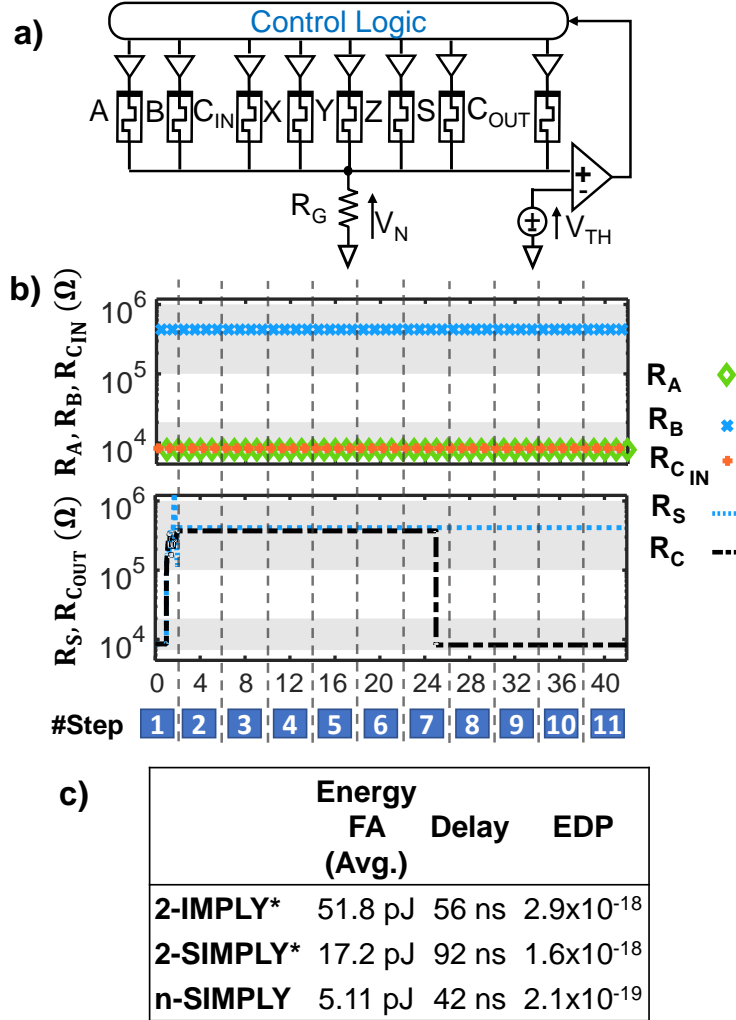 a)
Control Logic
A B C_IN X Y Z S C_OUT
+
-
R_G V_N ± V_TH
b)
R_A, R_B, R_C_IN (Ω)
10^6
10^5
10^4
R_A
R_B
R_C IN
R_S
R_C
R_S, R_C_OUT (Ω)
10^6
10^5
10^4
0 4 8 12 16 20 24 28 32 36 40
#Step 1 2 3 4 5 6 7 8 9 10 11
c)
Energy
FA Delay EDP
(Avg.)
2-IMPLY* 51.8 pJ 56 ns 2.9x10^-18
2-SIMPLY* 17.2 pJ 92 ns 1.6x10^-18
n-SIMPLY 5.11 pJ 42 ns 2.1x10^-19